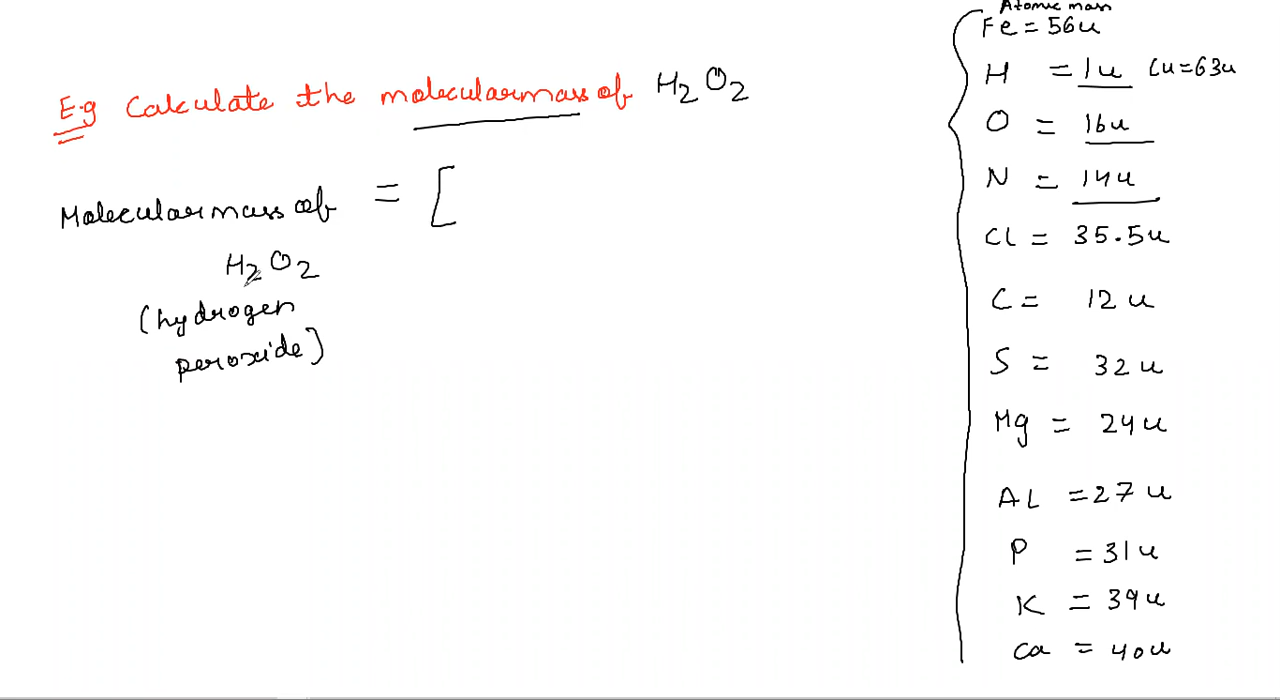 E.g Calculate the molecularmass of H2O2
Molecularmass of = [
H2O2
(hydrogen
peroxide)
Atomic mass
Fe = 56u
H = 1u Cu=63u
O = 16u
N = 14u
Cl = 35.5u
C = 12u
S = 32u
Mg = 24u
AL = 27u
P = 31u
K = 39u
Ca = 40u